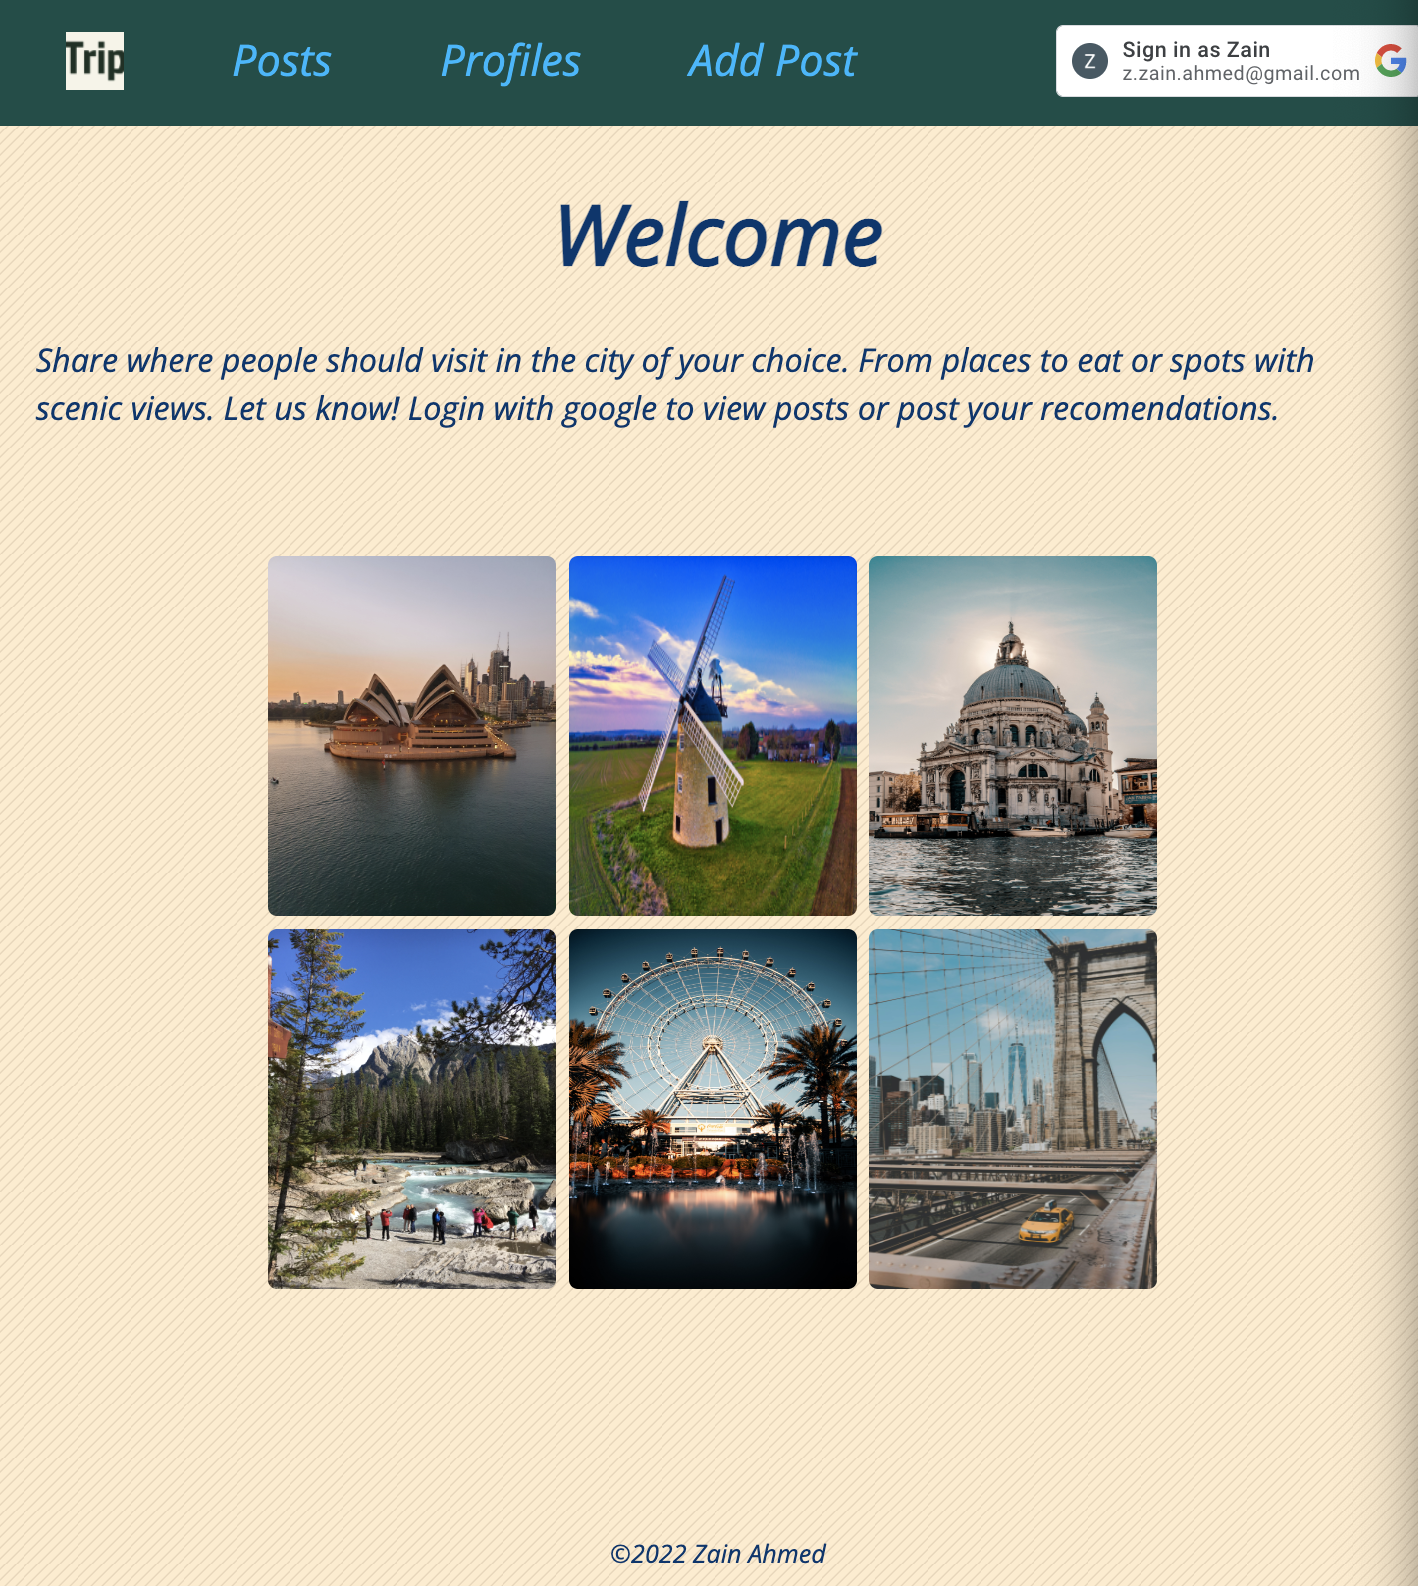 Trip
Posts
Profiles
Add Post
Z
Sign in as Zain
z.zain.ahmed@gmail.com
Welcome
Share where people should visit in the city of your choice. From places to eat or spots with
scenic views. Let us know! Login with google to view posts or post your recomendations.
©2022 Zain Ahmed